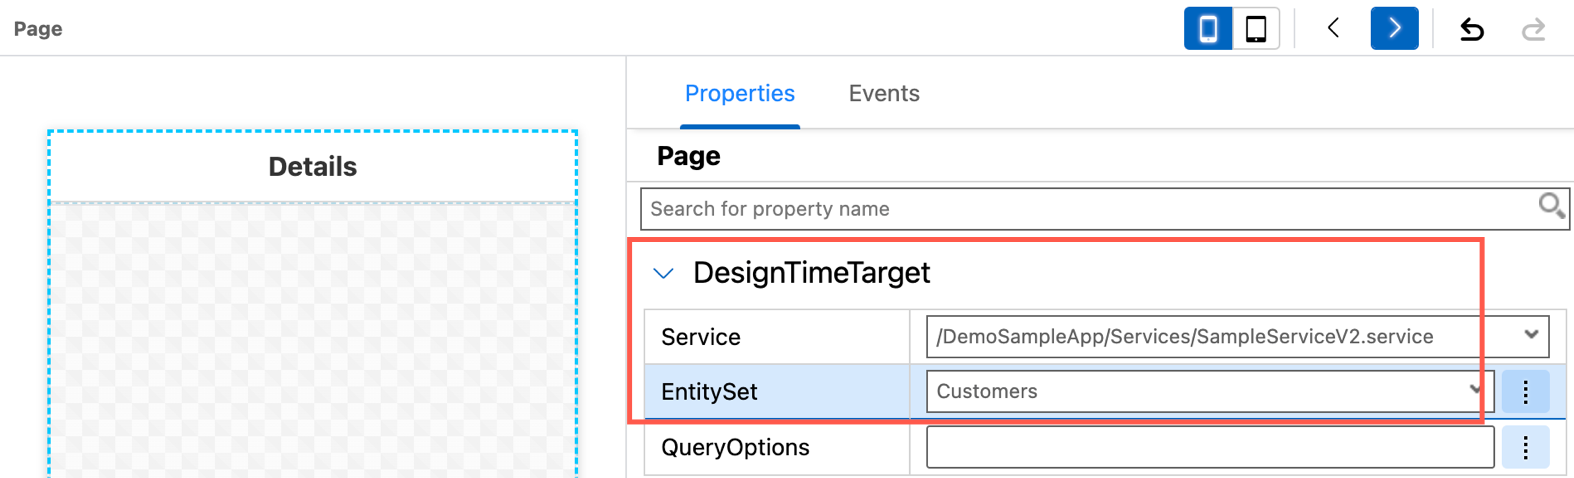 Page
Properties Events
Details
Page
Search for property name
DesignTimeTarget
Service /DemoSampleApp/Services/SampleServiceV2.service
EntitySet Customers
QueryOptions